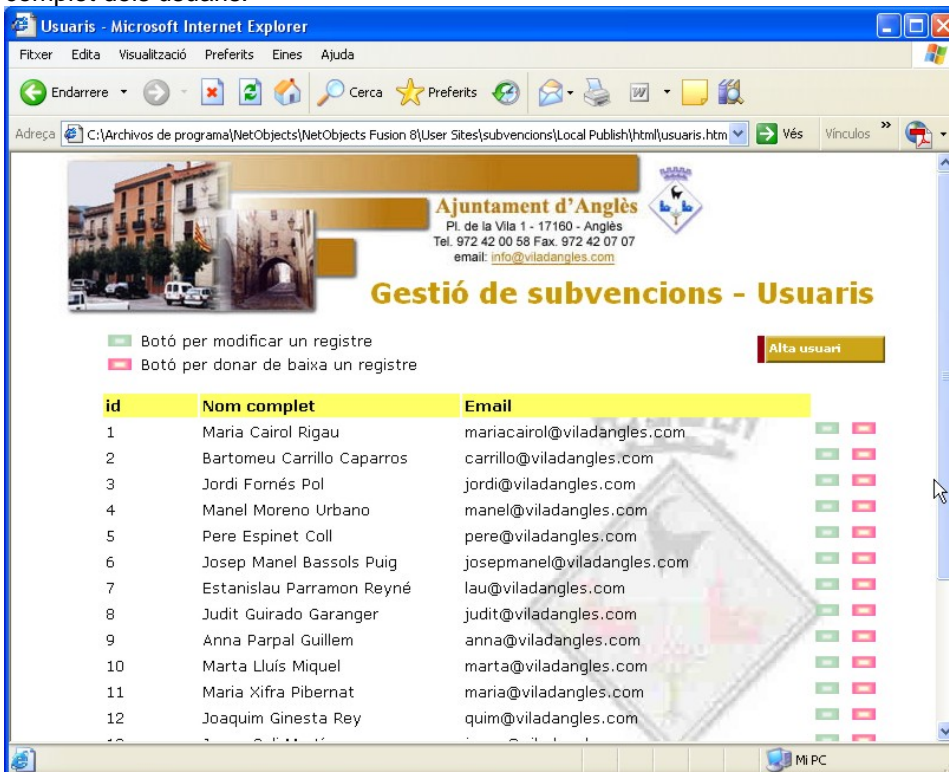 complet dels usuaris.
Usuaris - Microsoft Internet Explorer
Fitxer Edita Visualització Preferits Eines Ajuda
Endarrere Cerca Preferits
Adreça C:\Archivos de programa\NetObjects\NetObjects Fusion 8\User Sites\subvencions\Local Publish\html\usuaris.htm Vés Vínculos »
Ajuntament d'Anglès
Pl. de la Vila 1 - 17160 - Anglès
Tel. 972 42 00 58 Fax. 972 42 07 07
email: info@viladangles.com
Gestió de subvencions - Usuaris
Botó per modificar un registre
Alta usuari
Botó per donar de baixa un registre
id Nom complet Email
1 Maria Cairol Rigau mariacairol@viladangles.com
2 Bartomeu Carrillo Caparros carrillo@viladangles.com
3 Jordi Fornés Pol jordi@viladangles.com
4 Manel Moreno Urbano manel@viladangles.com
5 Pere Espinet Coll pere@viladangles.com
6 Josep Manel Bassols Puig josepmanel@viladangles.com
7 Estanislau Parramon Reyné lau@viladangles.com
8 Judit Guirado Garanger judit@viladangles.com
9 Anna Parpal Guillem anna@viladangles.com
10 Marta Lluís Miquel marta@viladangles.com
11 Maria Xifra Pibernat maria@viladangles.com
12 Joaquim Ginesta Rey quim@viladangles.com
Mi PC